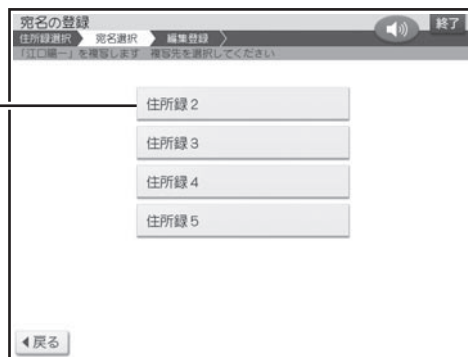 宛名の登録
終了
住所録選択 宛名選択 編集登録
「江口陽一」を複写します 複写先を選択してください
住所録2
住所録3
住所録4
住所録5
戻る